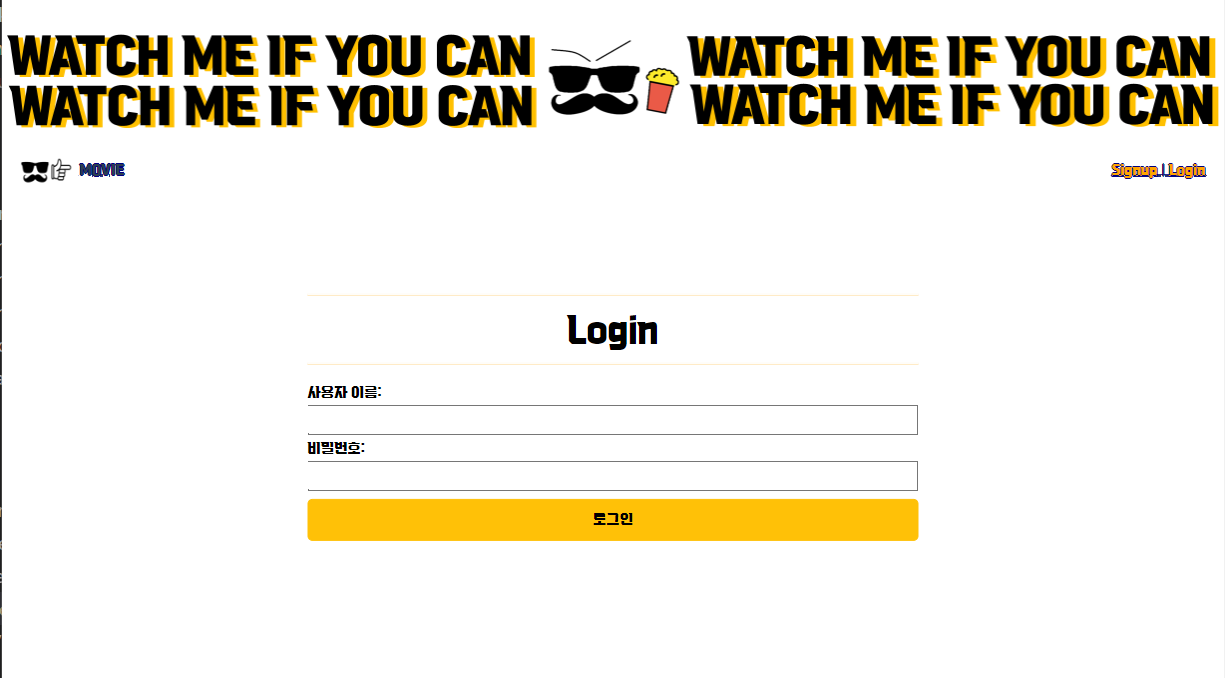 WATCH ME IF YOU CAN WATCH ME IF YOU CAN
WATCH ME IF YOU CAN WATCH ME IF YOU CAN
MOVIE Signup | Login
Login
사용자 이름:
비밀번호:
로그인